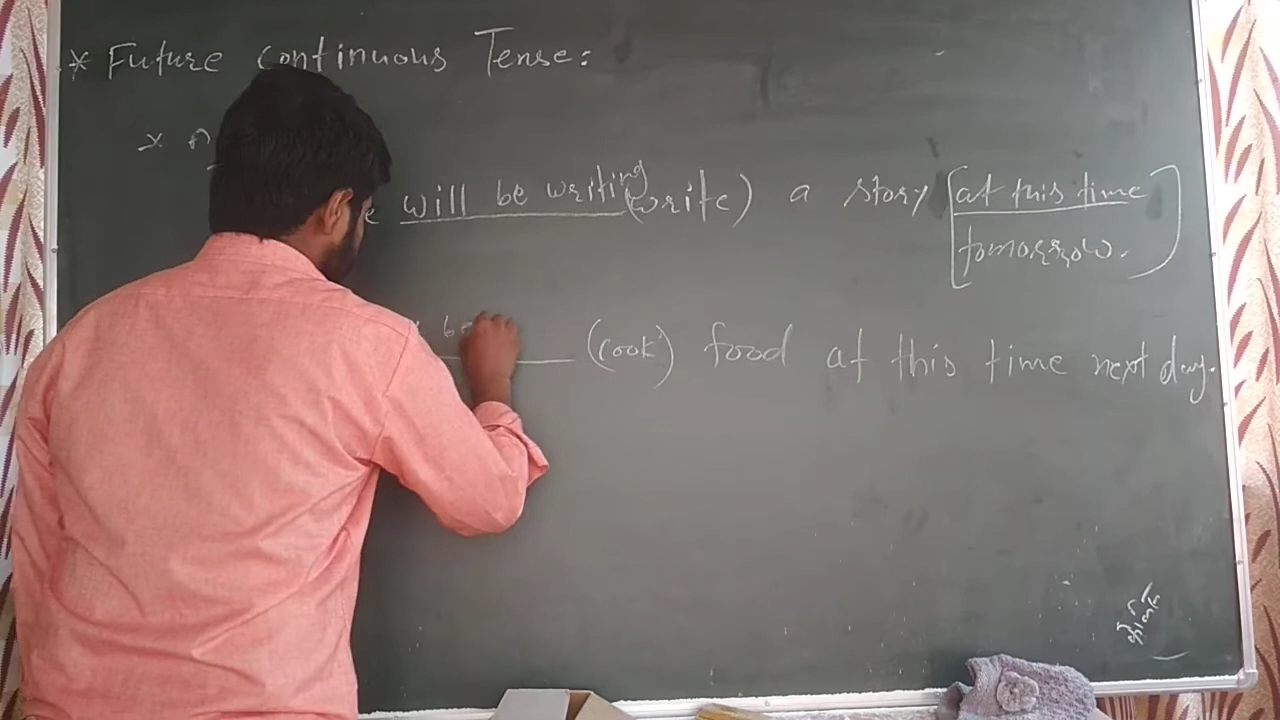 * Future Continuous Tense:
will be writing (write) a story [at this time
tomorrow.]
be (cook) food at this time next day.